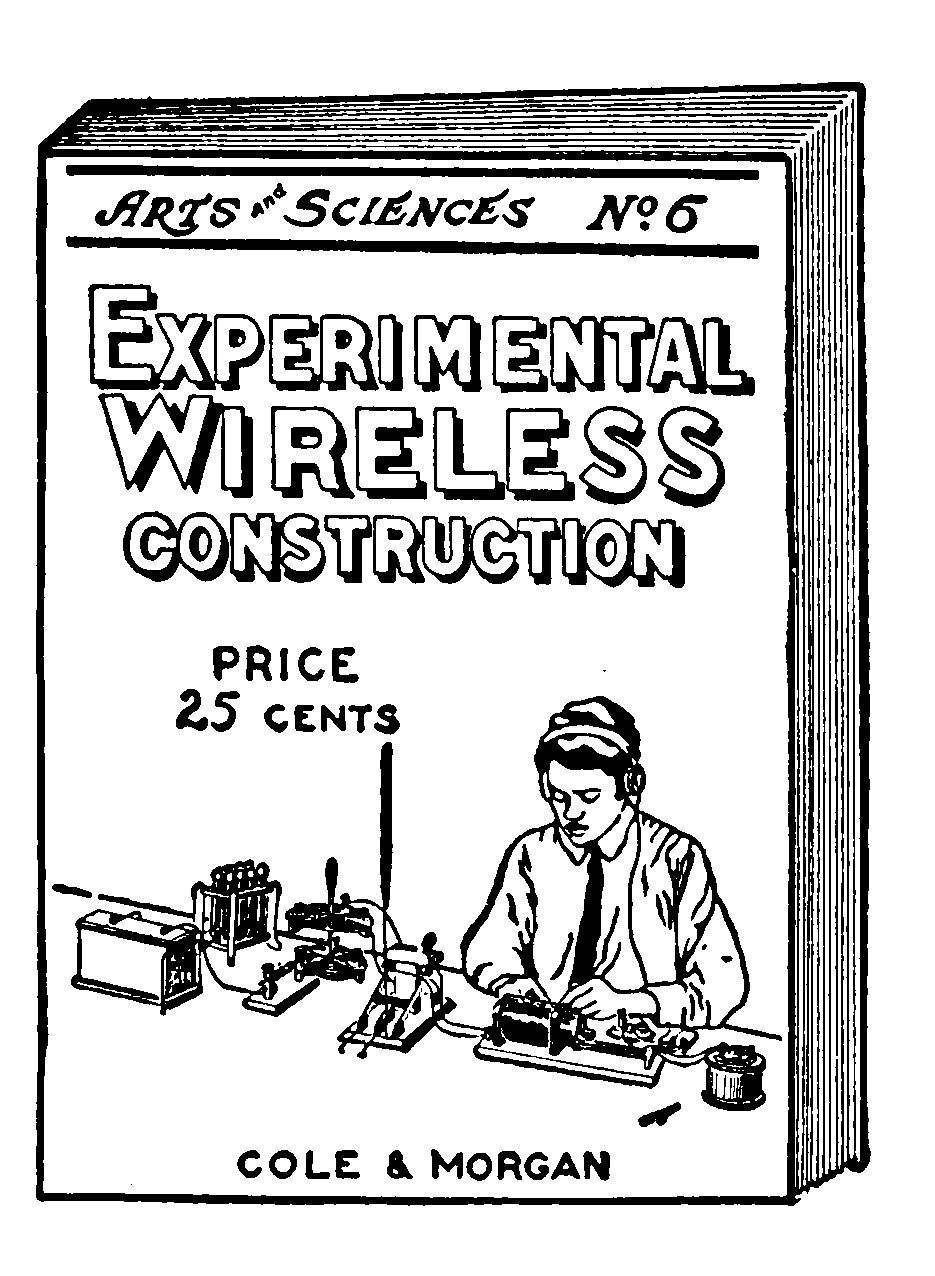 ARTS and SCIENCES Nº 6
EXPERIMENTAL
WIRELESS
CONSTRUCTION
PRICE
25 CENTS
COLE & MORGAN